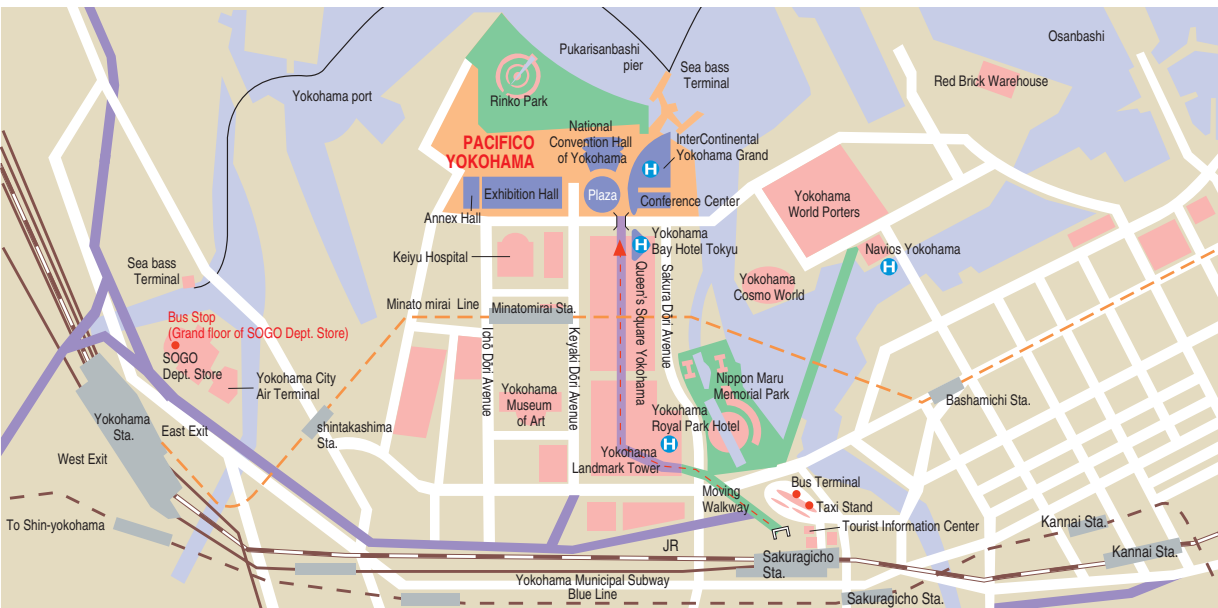 Pukarisanbashi
pier
Sea bass
Terminal
Osanbashi
Red Brick Warehouse
Yokohama port
Rinko Park
PACIFICO
YOKOHAMA
National
Convention Hall
of Yokohama
InterContinental
Yokohama Grand
H
Exhibition Hall
Plaza
Conference Center
Annex Hall
Yokohama
World Porters
Keiyu Hospital
Yokohama
Bay Hotel Tokyu
H
Navios Yokohama
H
Sea bass
Terminal
Yokohama
Cosmo World
Minato mirai Line
Minatomirai Sta.
Bus Stop
(Grand floor of SOGO Dept. Store)
SOGO
Dept. Store
Yokohama City
Air Terminal
Ichō Dōri Avenue
Keyaki Dōri Avenue
Queen's Square Yokohama
Sakura Dōri Avenue
Yokohama
Museum
of Art
Nippon Maru
Memorial Park
Bashamichi Sta.
Yokohama
Sta.
East Exit
West Exit
shintakashima
Sta.
Yokohama
Royal Park Hotel
H
Yokohama
Landmark Tower
Moving
Walkway
Bus Terminal
Taxi Stand
Tourist Information Center
To Shin-yokohama
JR
Sakuragicho
Sta.
Kannai Sta.
Kannai Sta.
Yokohama Municipal Subway
Blue Line
Sakuragicho Sta.